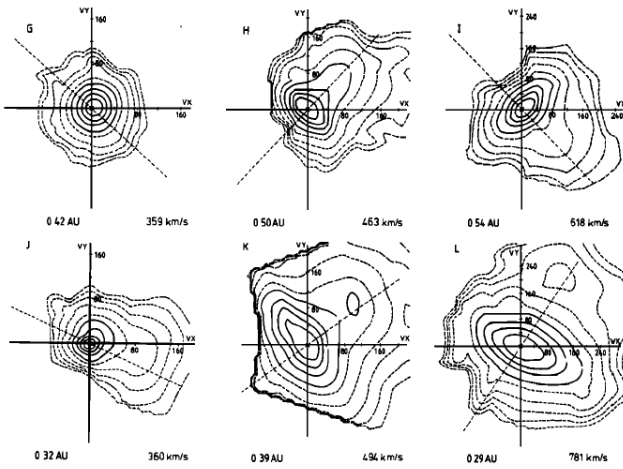 G VY 160 80 VX 80 160
H VY 160 80 VX 80 160
I VY 240 160 80 VX 80 160 240
0 42 AU 359 km/s
0 50 AU 463 km/s
0 54 AU 618 km/s
J VY 160 80 VX 80 160
K VY 160 80 VX 80 160
L VY 240 160 80 VX 80 160 240
0 32 AU 360 km/s
0 39 AU 494 km/s
0 29 AU 781 km/s